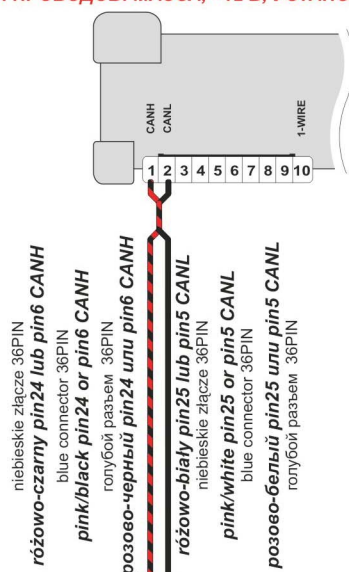 МАССА,
CANH
CANL
1-WIRE
1 2 3 4 5 6 7 8 9 10
niebieskie złącze 36PIN
różowo-czarny pin24 lub pin6 CANH
blue connector 36PIN
pink/black pin24 or pin6 CANH
голубой разъем 36PIN
розово-черный pin24 или pin6 CANH
różowo-biały pin25 lub pin5 CANL
niebieskie złącze 36PIN
pink/white pin25 or pin5 CANL
blue connector 36PIN
розово-белый pin25 или pin5 CANL
голубой разъем 36PIN